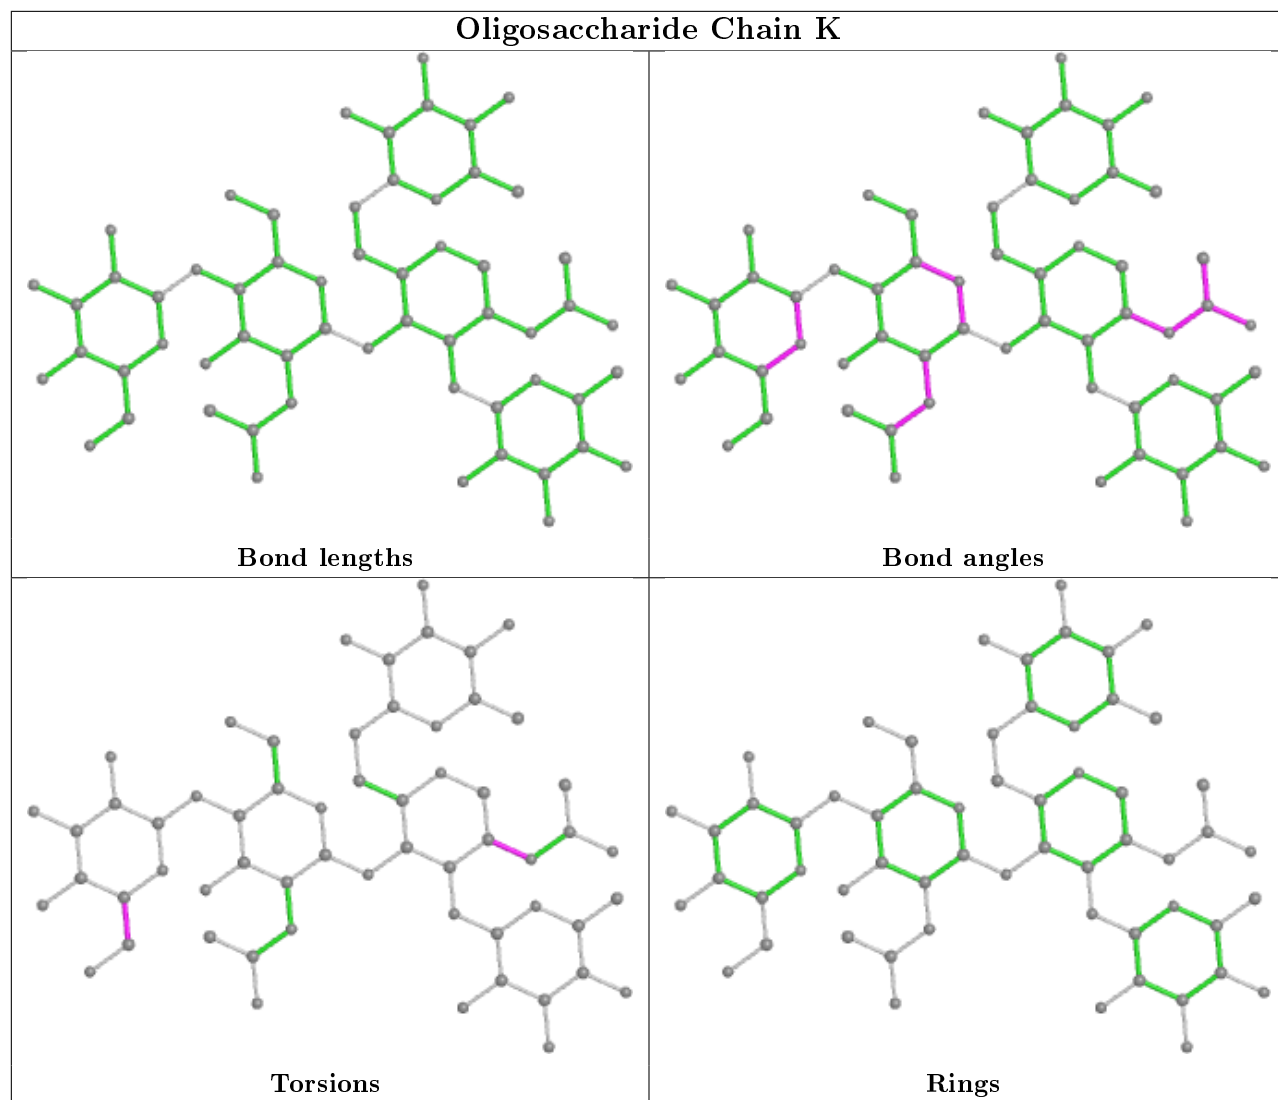 Oligosaccharide Chain K
Bond lengths
Bond angles
Torsions
Rings